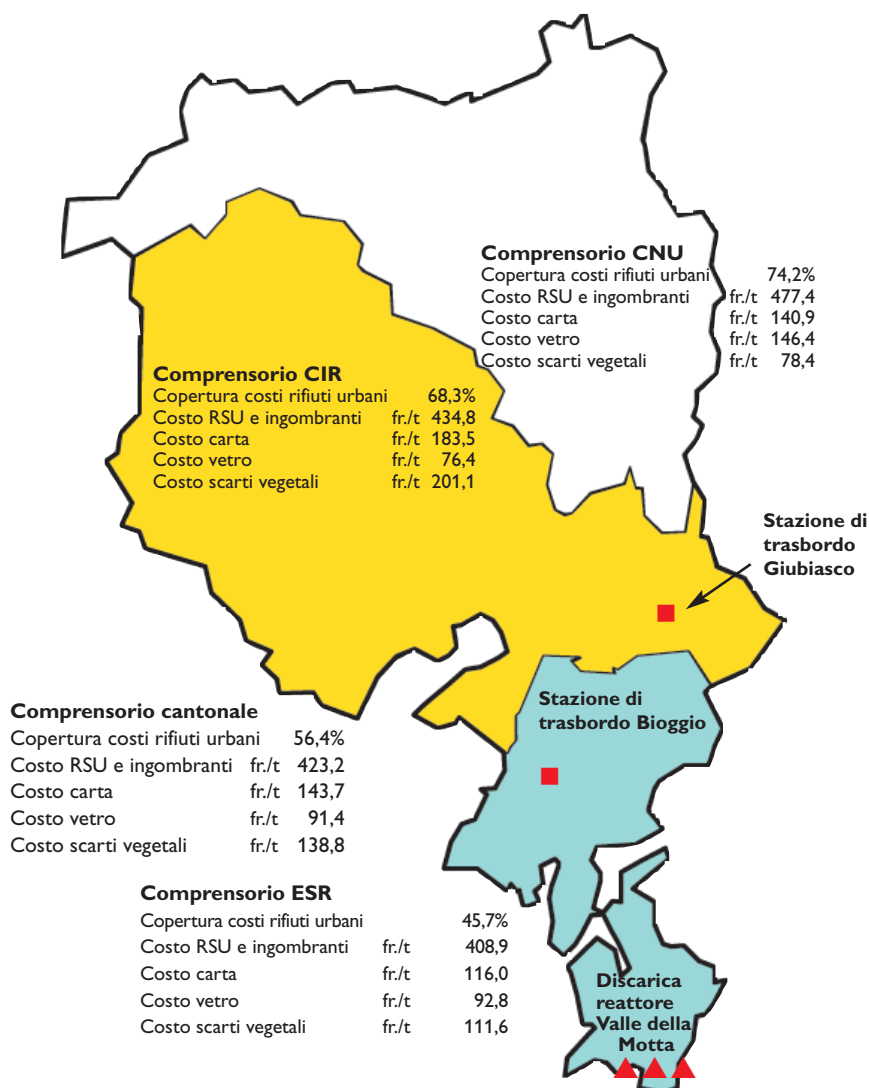 Comprensorio CNU
Copertura costi rifiuti urbani 74,2%
Costo RSU e ingombranti fr./t 477,4
Costo carta fr./t 140,9
Costo vetro fr./t 146,4
Costo scarti vegetali fr./t 78,4
Comprensorio CIR
Copertura costi rifiuti urbani 68,3%
Costo RSU e ingombranti fr./t 434,8
Costo carta fr./t 183,5
Costo vetro fr./t 76,4
Costo scarti vegetali fr./t 201,1
Stazione di
trasbordo
Giubiasco
Stazione di
trasbordo Bioggio
Comprensorio cantonale
Copertura costi rifiuti urbani 56,4%
Costo RSU e ingombranti fr./t 423,2
Costo carta fr./t 143,7
Costo vetro fr./t 91,4
Costo scarti vegetali fr./t 138,8
Comprensorio ESR
Copertura costi rifiuti urbani 45,7%
Costo RSU e ingombranti fr./t 408,9
Costo carta fr./t 116,0
Costo vetro fr./t 92,8
Costo scarti vegetali fr./t 111,6
Discarica
reattore
Valle della
Motta